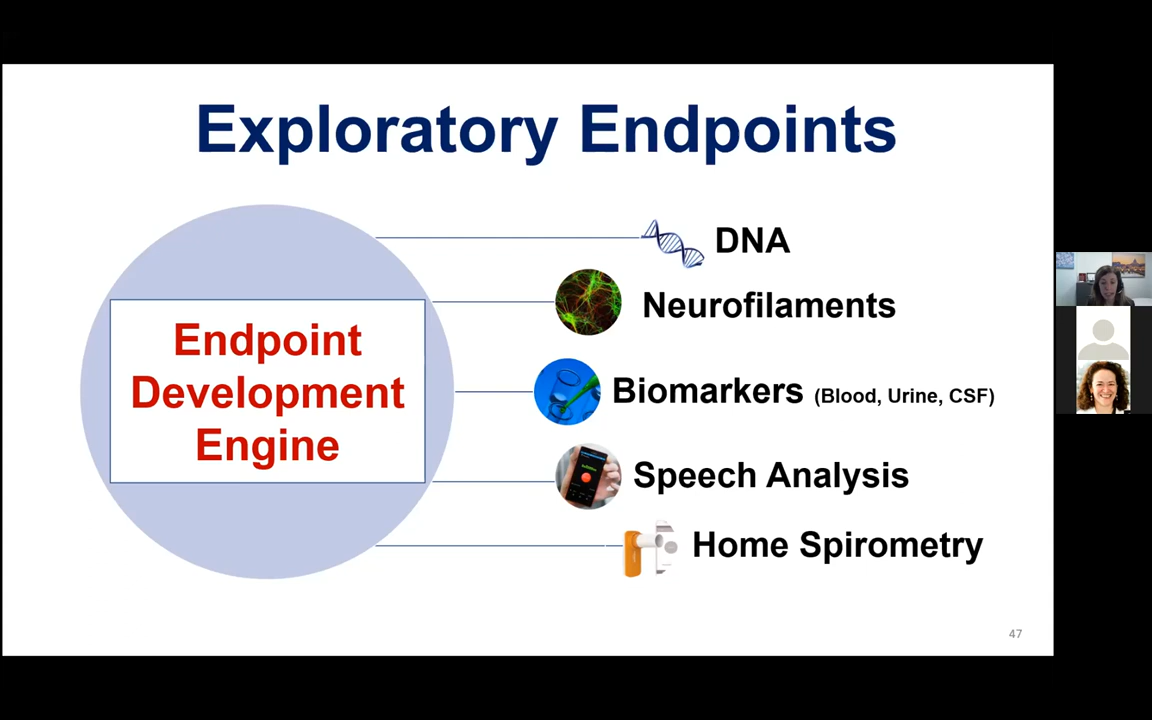 Exploratory Endpoints
Endpoint
Development
Engine
DNA
Neurofilaments
Biomarkers (Blood, Urine, CSF)
Speech Analysis
Home Spirometry
47